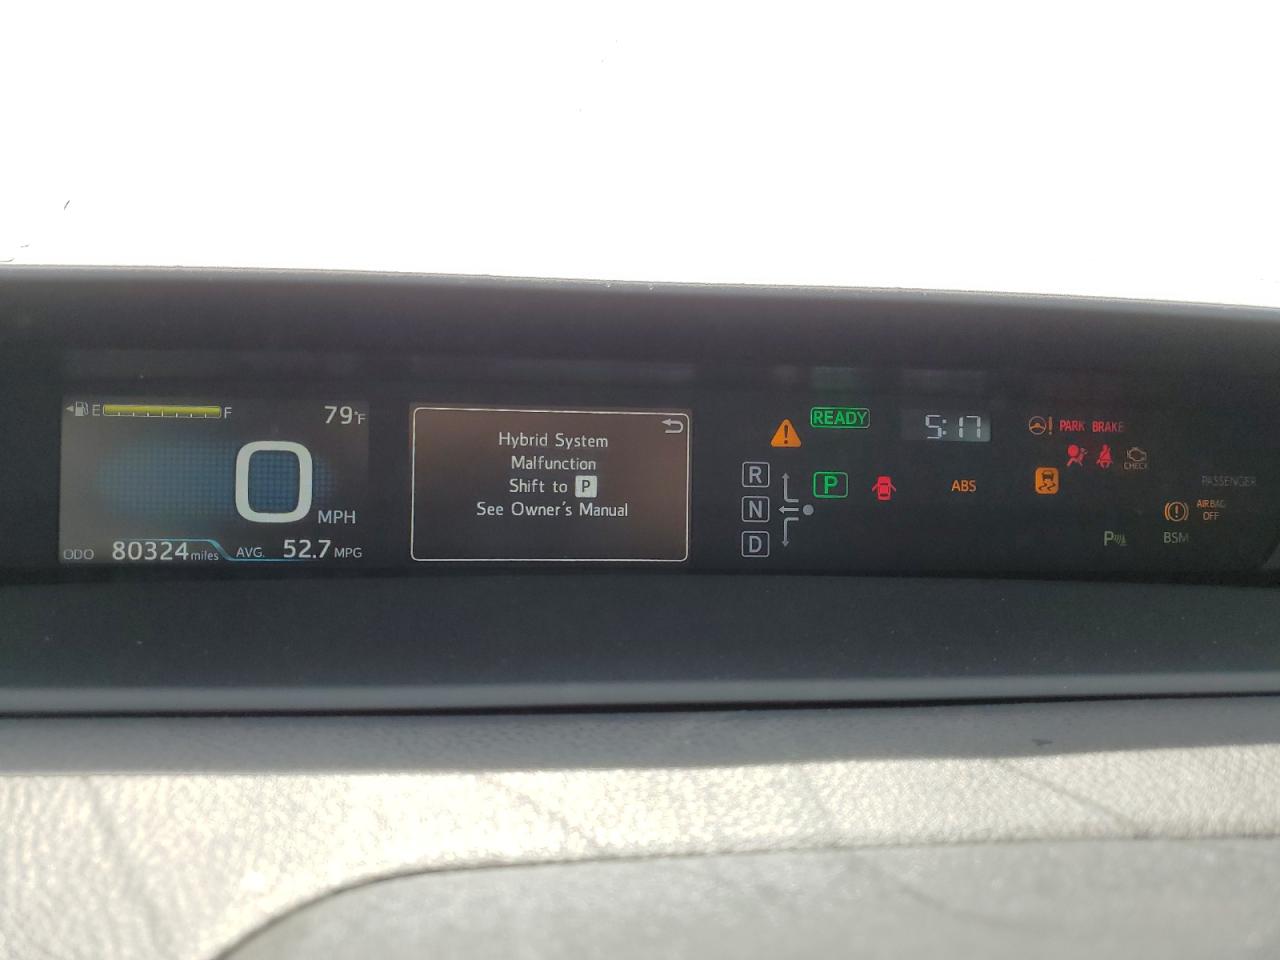 E F
79°F
0
MPH
ODO 80324 miles AVG. 52.7 MPG
Hybrid System
Malfunction
Shift to P
See Owner's Manual
READY
R
N
D
P
5:17
ABS
PARK BRAKE
CHECK
PASSENGER
AIRBAG
OFF
P
BSM